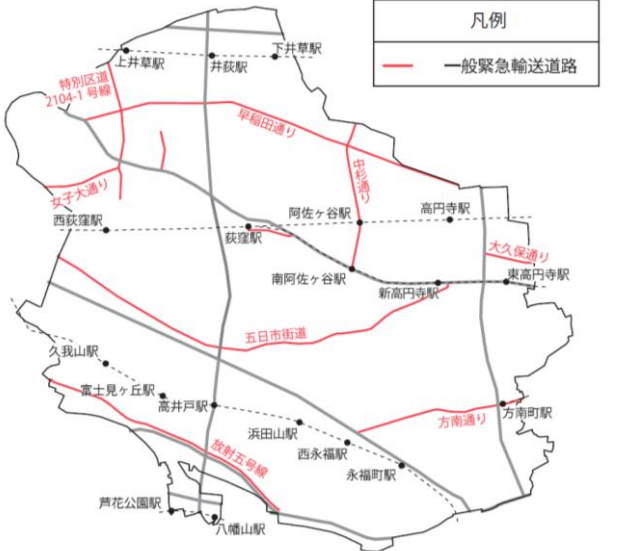 凡例
一般緊急輸送道路
下井草駅
上井草駅
井荻駅
特別区道
2104-1 号線
早稲田通り
中杉通り
女子大通り
西荻窪駅
荻窪駅
阿佐ヶ谷駅
高円寺駅
大久保通り
南阿佐ヶ谷駅
新高円寺駅
東高円寺駅
五日市街道
久我山駅
富士見ヶ丘駅
高井戸駅
浜田山駅
西永福駅
永福町駅
方南通り
方南町駅
放射五号線
芦花公園駅
八幡山駅